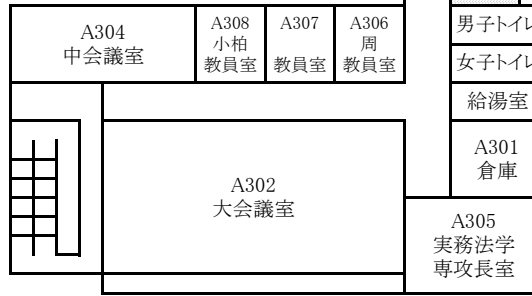 A304
中会議室
A308
小柏
教員室
A307
教員室
A306
周
教員室
男子トイレ
女子トイレ
給湯室
A301
倉庫
A302
大会議室
A305
実務法学
専攻長室